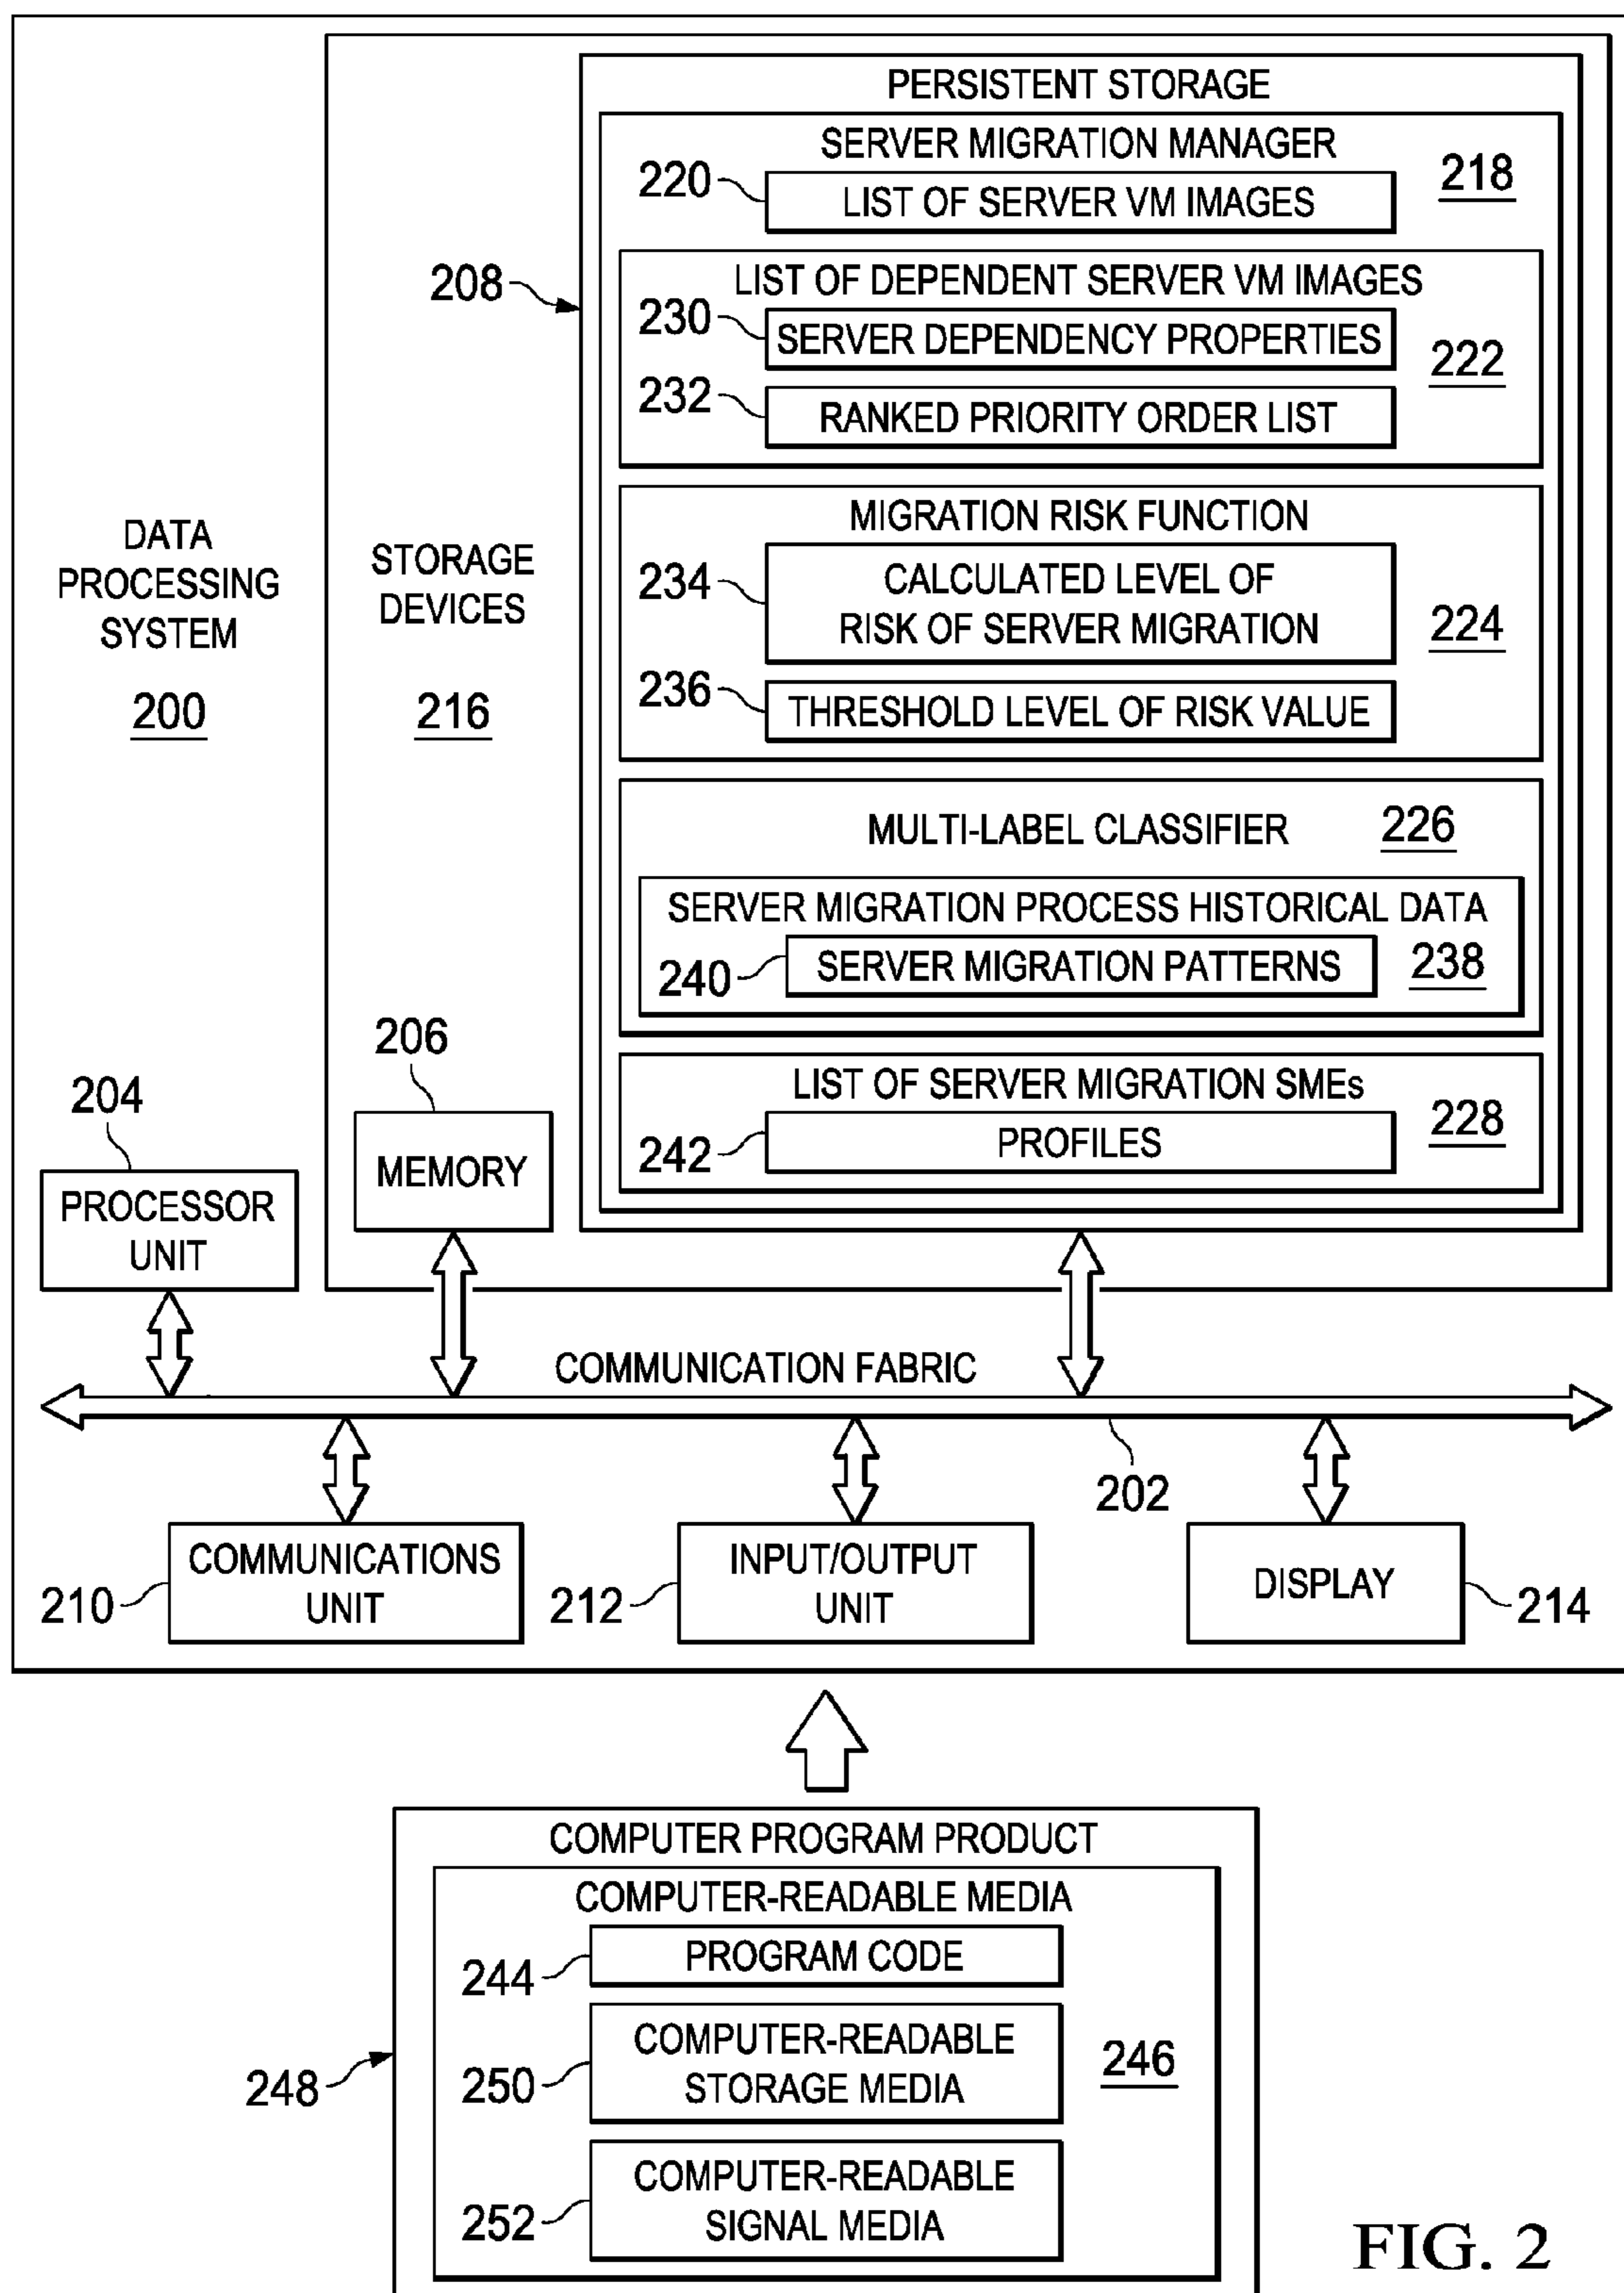 PERSISTENT STORAGE
SERVER MIGRATION MANAGER
218
220
LIST OF SERVER VM IMAGES
208
LIST OF DEPENDENT SERVER VM IMAGES
230
SERVER DEPENDENCY PROPERTIES
222
232
RANKED PRIORITY ORDER LIST
DATA
PROCESSING
SYSTEM
200
STORAGE
DEVICES
216
MIGRATION RISK FUNCTION
234
CALCULATED LEVEL OF
RISK OF SERVER MIGRATION
224
236
THRESHOLD LEVEL OF RISK VALUE
MULTI-LABEL CLASSIFIER
226
SERVER MIGRATION PROCESS HISTORICAL DATA
240
SERVER MIGRATION PATTERNS
238
206
MEMORY
204
PROCESSOR
UNIT
LIST OF SERVER MIGRATION SMEs
228
242
PROFILES
COMMUNICATION FABRIC
202
COMMUNICATIONS
UNIT
210
INPUT/OUTPUT
UNIT
212
DISPLAY
214
COMPUTER PROGRAM PRODUCT
COMPUTER-READABLE MEDIA
244
PROGRAM CODE
COMPUTER-READABLE
STORAGE MEDIA
250
246
248
COMPUTER-READABLE
SIGNAL MEDIA
252
FIG. 2